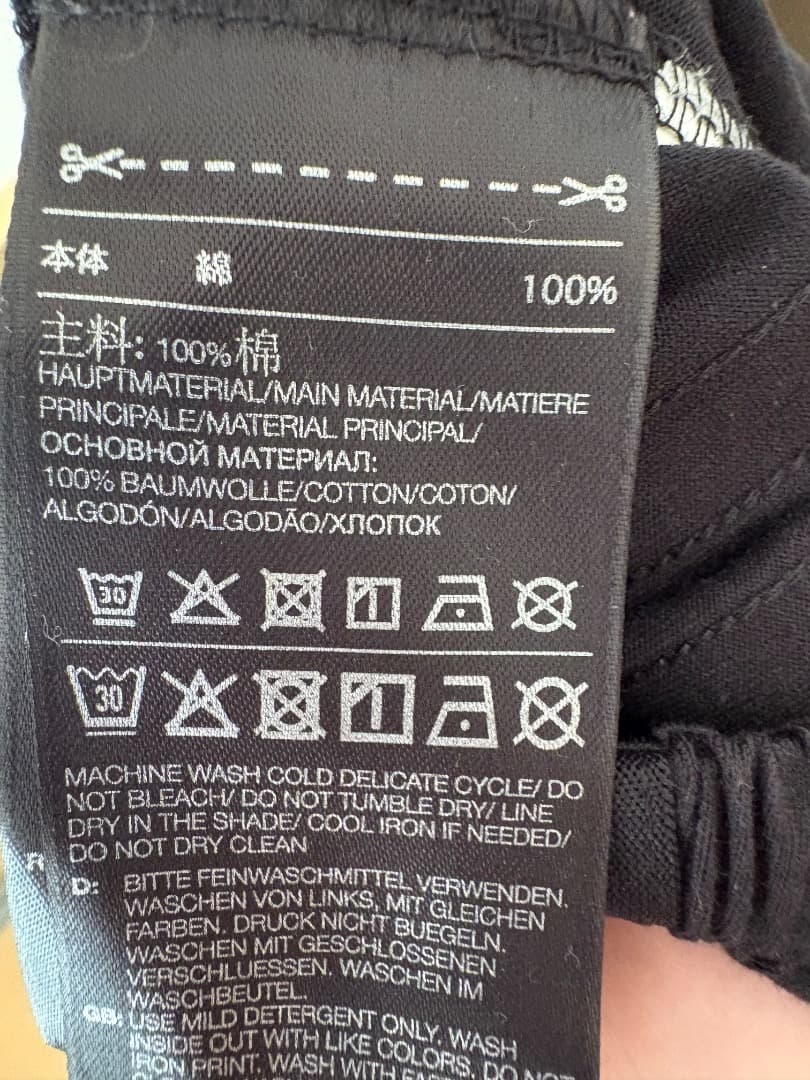 本体 綿 100%
主料: 100%棉
HAUPTMATERIAL/MAIN MATERIAL/MATIERE
PRINCIPALE/MATERIAL PRINCIPAL/
ОСНОВНОЙ МАТЕРИАЛ:
100% BAUMWOLLE/COTTON/COTON/
ALGODÓN/ALGODÃO/ХЛОПОК
30
30
MACHINE WASH COLD DELICATE CYCLE/ DO
NOT BLEACH/ DO NOT TUMBLE DRY/ LINE
DRY IN THE SHADE/ COOL IRON IF NEEDED/
DO NOT DRY CLEAN
R
D: BITTE FEINWASCHMITTEL VERWENDEN.
WASCHEN VON LINKS, MIT GLEICHEN
FARBEN. DRUCK NICHT BUEGELN.
WASCHEN MIT GESCHLOSSENEN
VERSCHLUESSEN. WASCHEN IM
WASCHBEUTEL.
GB: USE MILD DETERGENT ONLY. WASH
INSIDE OUT WITH LIKE COLORS. DO NOT
IRON PRINT. WASH WITH